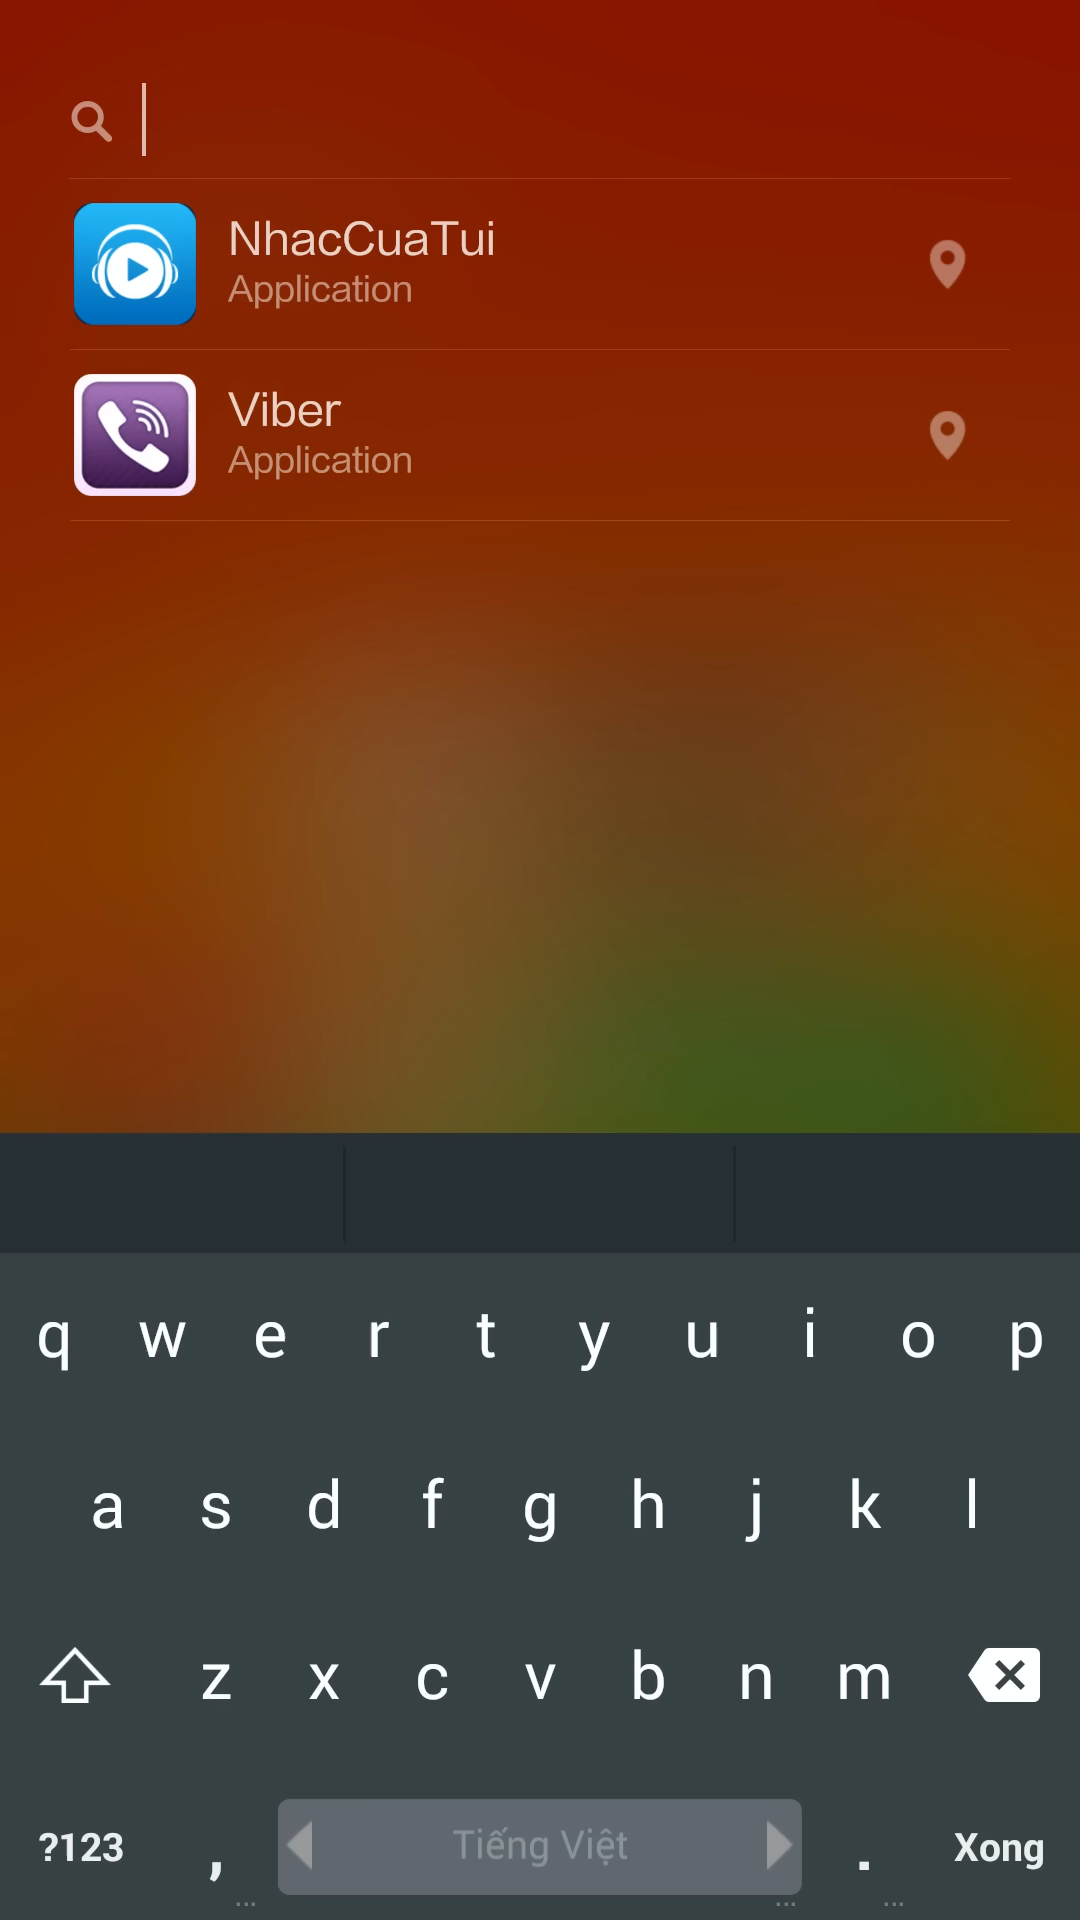 NhacCuaTui
Application
Viber
Application
q w e r t y u i o p
a s d f g h j k l
z x c v b n m
?123 , Tiếng Việt . Xong